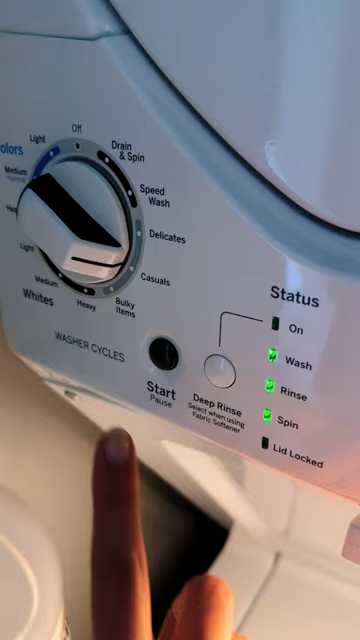 Off
Light
Colors
Medium
Normal
Light
Medium
Whites
Heavy
Bulky
Items
Casuals
Delicates
Speed
Wash
Drain
& Spin
WASHER CYCLES
Start
Pause
Deep Rinse
Select when using
Fabric Softener
Status
On
Wash
Rinse
Spin
Lid Locked